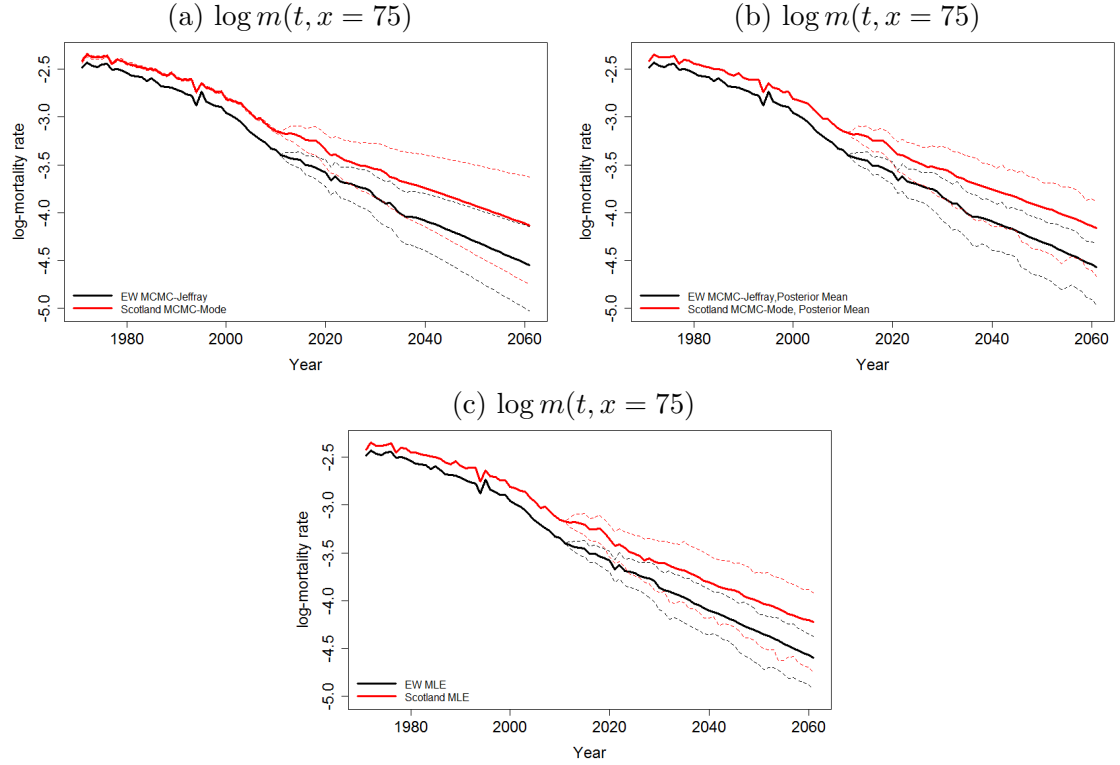 (a) log m(t, x = 75)
(b) log m(t, x = 75)
log-mortality rate
-2.5
-3.0
-3.5
-4.0
-4.5
-5.0
EW MCMC-Jeffray
Scotland MCMC-Mode
1980 2000 2020 2040 2060
Year
log-mortality rate
-2.5
-3.0
-3.5
-4.0
-4.5
-5.0
EW MCMC-Jeffray,Posterior Mean
Scotland MCMC-Mode, Posterior Mean
1980 2000 2020 2040 2060
Year
(c) log m(t, x = 75)
log-mortality rate
-2.5
-3.0
-3.5
-4.0
-4.5
-5.0
EW MLE
Scotland MLE
1980 2000 2020 2040 2060
Year